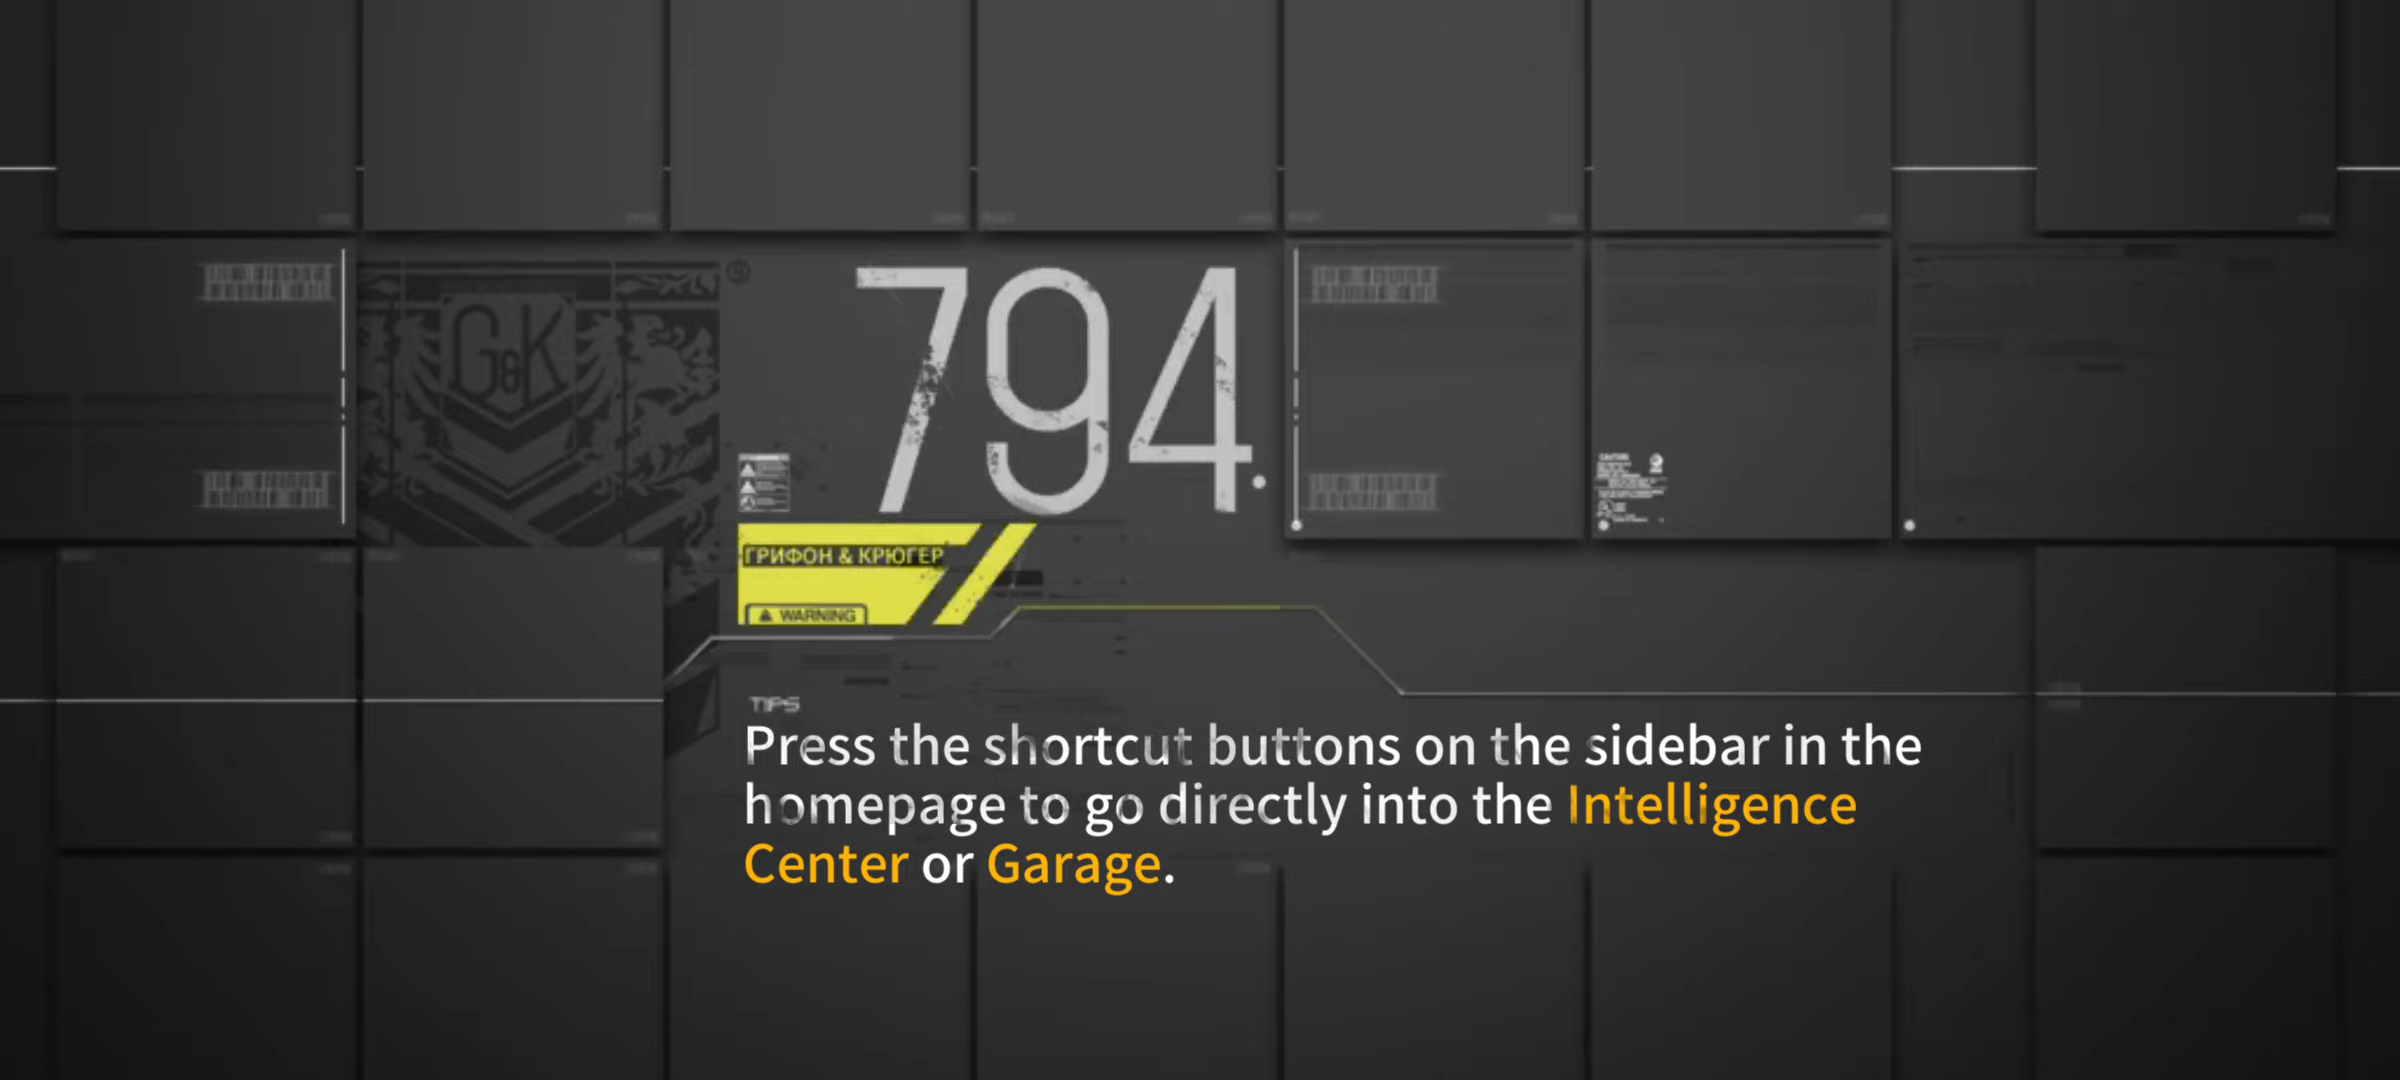 G&K
794.
ГРИФОН & КРЮГЕР
WARNING
TIPS
Press the shortcut buttons on the sidebar in the
homepage to go directly into the Intelligence
Center or Garage.